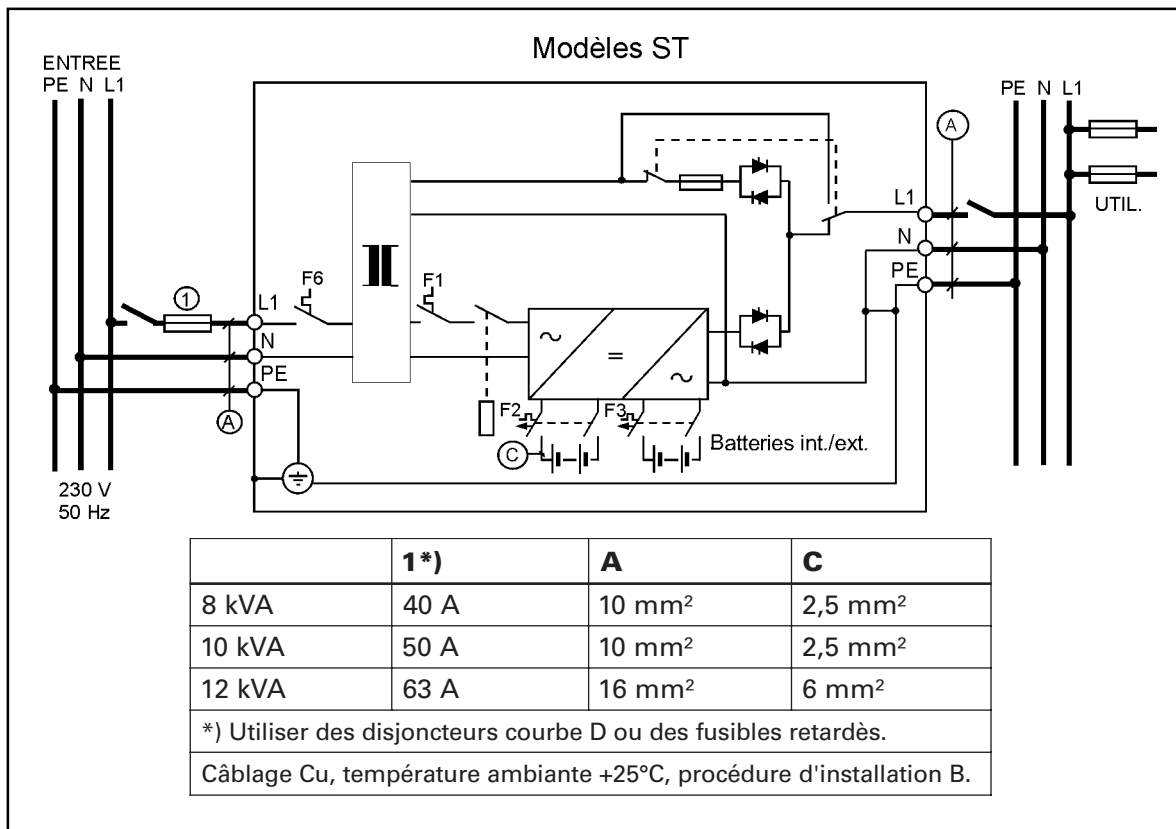 Modèles ST
ENTREE
PE N L1
PE N L1
A
UTIL.
L1
N
PE
1
L1
N
PE
A
F6
F1
~
=
~
F2
F3
C
Batteries int./ext.
230 V
50 Hz
1*) A C
8 kVA 40 A 10 mm² 2,5 mm²
10 kVA 50 A 10 mm² 2,5 mm²
12 kVA 63 A 16 mm² 6 mm²
*) Utiliser des disjoncteurs courbe D ou des fusibles retardès.
Câblage Cu, température ambiante +25°C, procédure d'installation B.